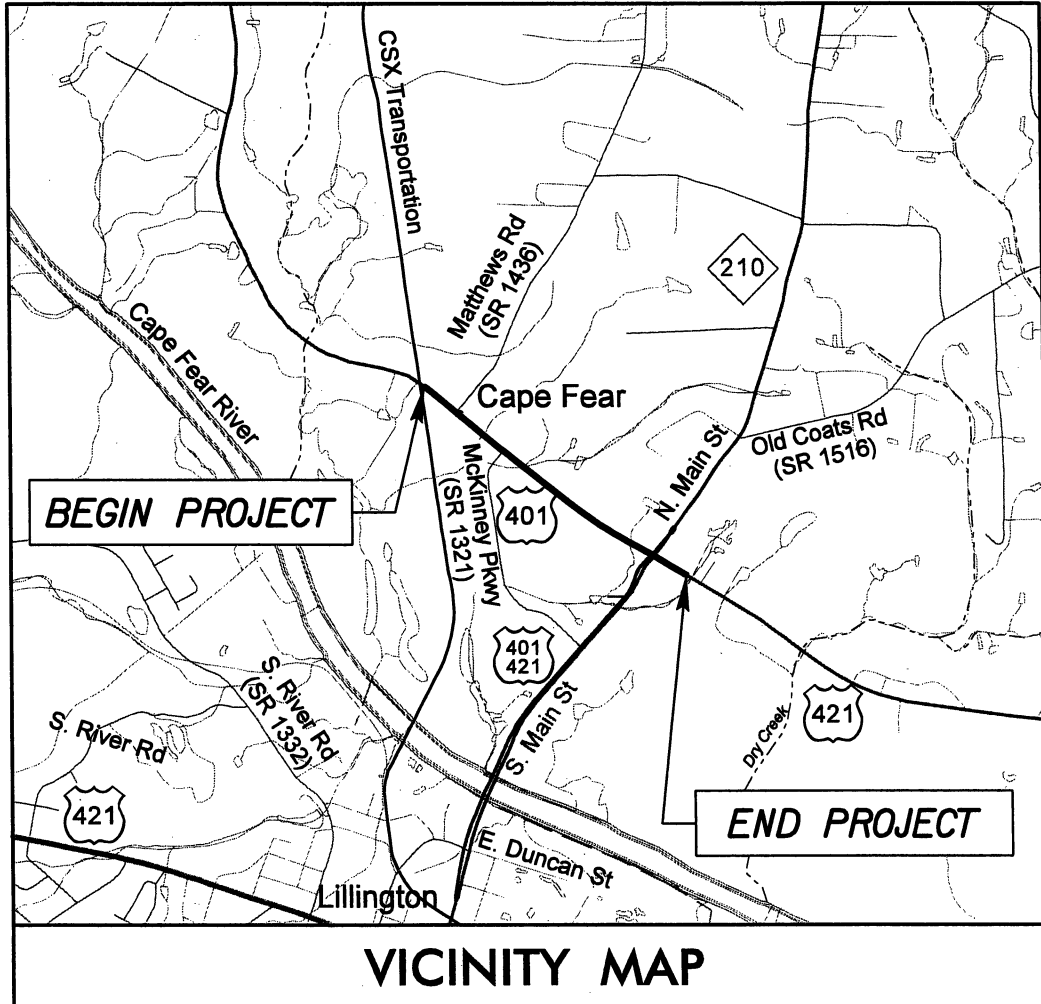 CSX Transportation
Matthews Rd
(SR 1436)
210
Cape Fear River
Cape Fear
N. Main St
Old Coats Rd
(SR 1516)
BEGIN PROJECT
McKinney Pkwy
(SR 1321)
401
401
421
S. River Rd
(SR 1332)
S. River Rd
S. Main St
421
Dry Creek
421
END PROJECT
E. Duncan St
Lillington
VICINITY MAP